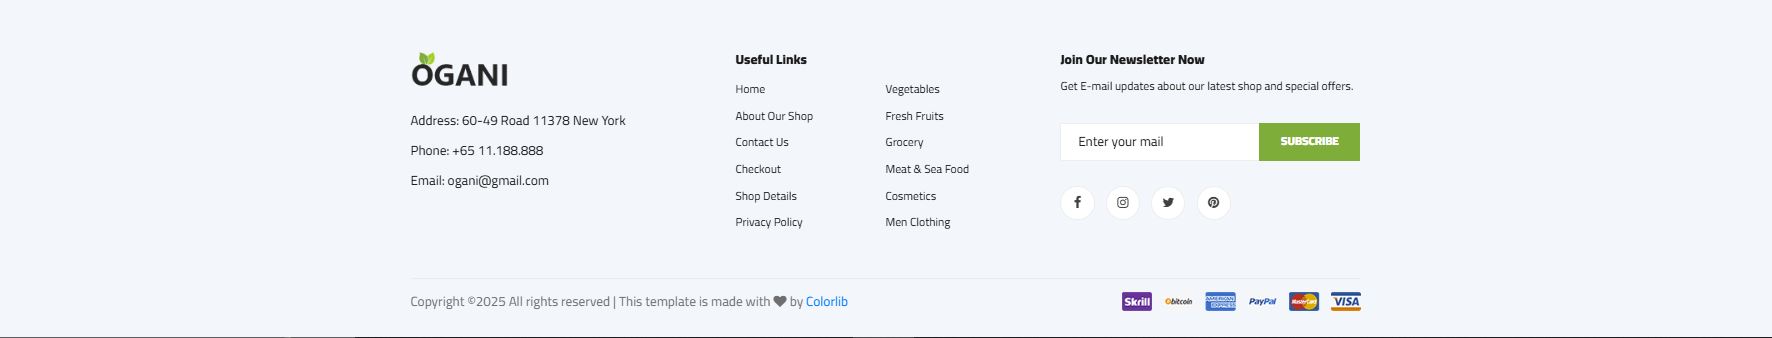 OGANI
Address: 60-49 Road 11378 New York
Phone: +65 11.188.888
Email: ogani@gmail.com
Useful Links
Home
About Our Shop
Contact Us
Checkout
Shop Details
Privacy Policy
Vegetables
Fresh Fruits
Grocery
Meat & Sea Food
Cosmetics
Men Clothing
Join Our Newsletter Now
Get E-mail updates about our latest shop and special offers.
Enter your mail SUBSCRIBE
Copyright ©2025 All rights reserved | This template is made with ♥ by Colorlib
Skrill bitcoin AMERICAN EXPRESS PayPal MasterCard VISA